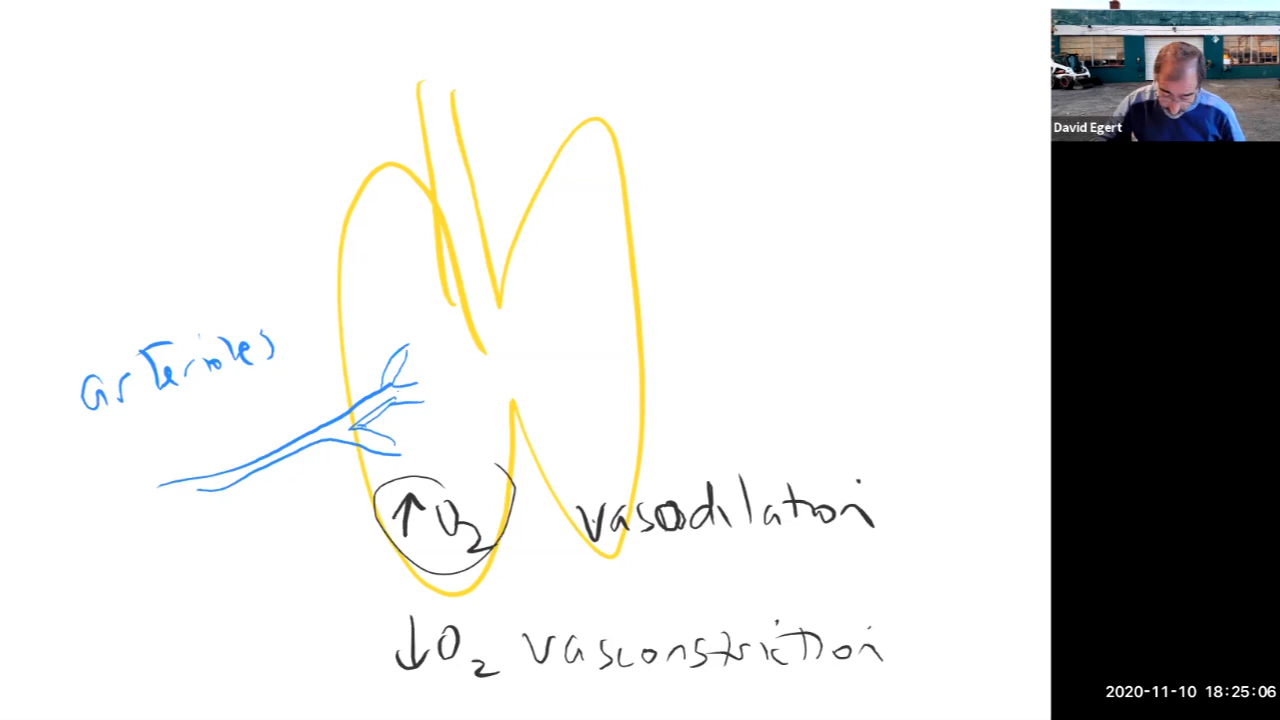 David Egert
arterioles
↑ O2 vasodilation
↓ O2 vasconstriction
2020-11-10 18:25:06